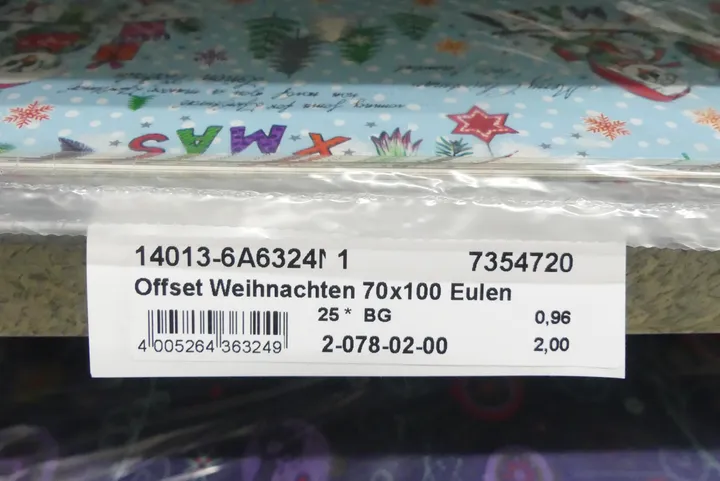 XMAS
14013-6A6324 1 7354720
Offset Weihnachten 70x100 Eulen
25 * BG 0,96
4 005264 363249 2-078-02-00 2,00